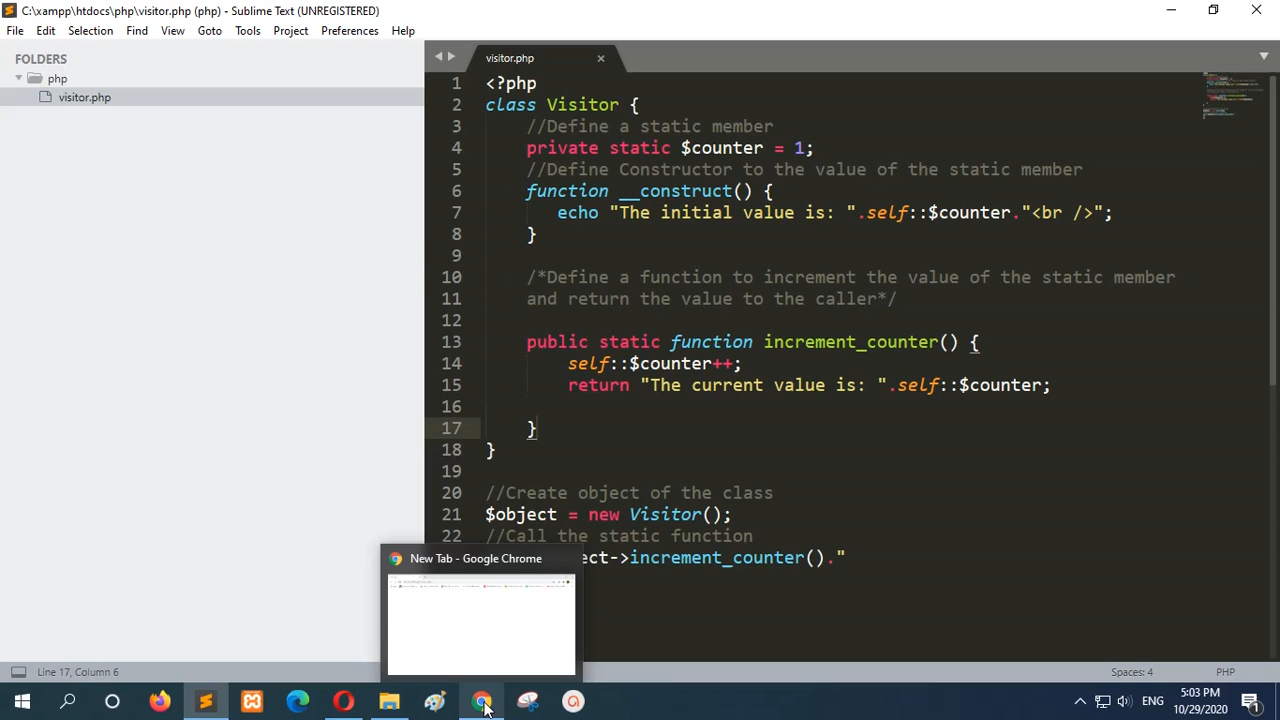 C:\xampp\htdocs\php\visitor.php (php) - Sublime Text (UNREGISTERED)
File Edit Selection Find View Goto Tools Project Preferences Help
FOLDERS
php
visitor.php
visitor.php
1 <?php
2 class Visitor {
3 //Define a static member
4 private static $counter = 1;
5 //Define Constructor to the value of the static member
6 function __construct() {
7 echo "The initial value is: ".self::$counter."<br />";
8 }
9
10 /*Define a function to increment the value of the static member
11 and return the value to the caller*/
12
13 public static function increment_counter() {
14 self::$counter++;
15 return "The current value is: ".self::$counter;
16
17 }
18 }
19
20 //Create object of the class
21 $object = new Visitor();
22 //Call the static function
ect->increment_counter()."
New Tab - Google Chrome
Line 17, Column 6 Spaces: 4 PHP
ENG 5:03 PM
10/29/2020
1